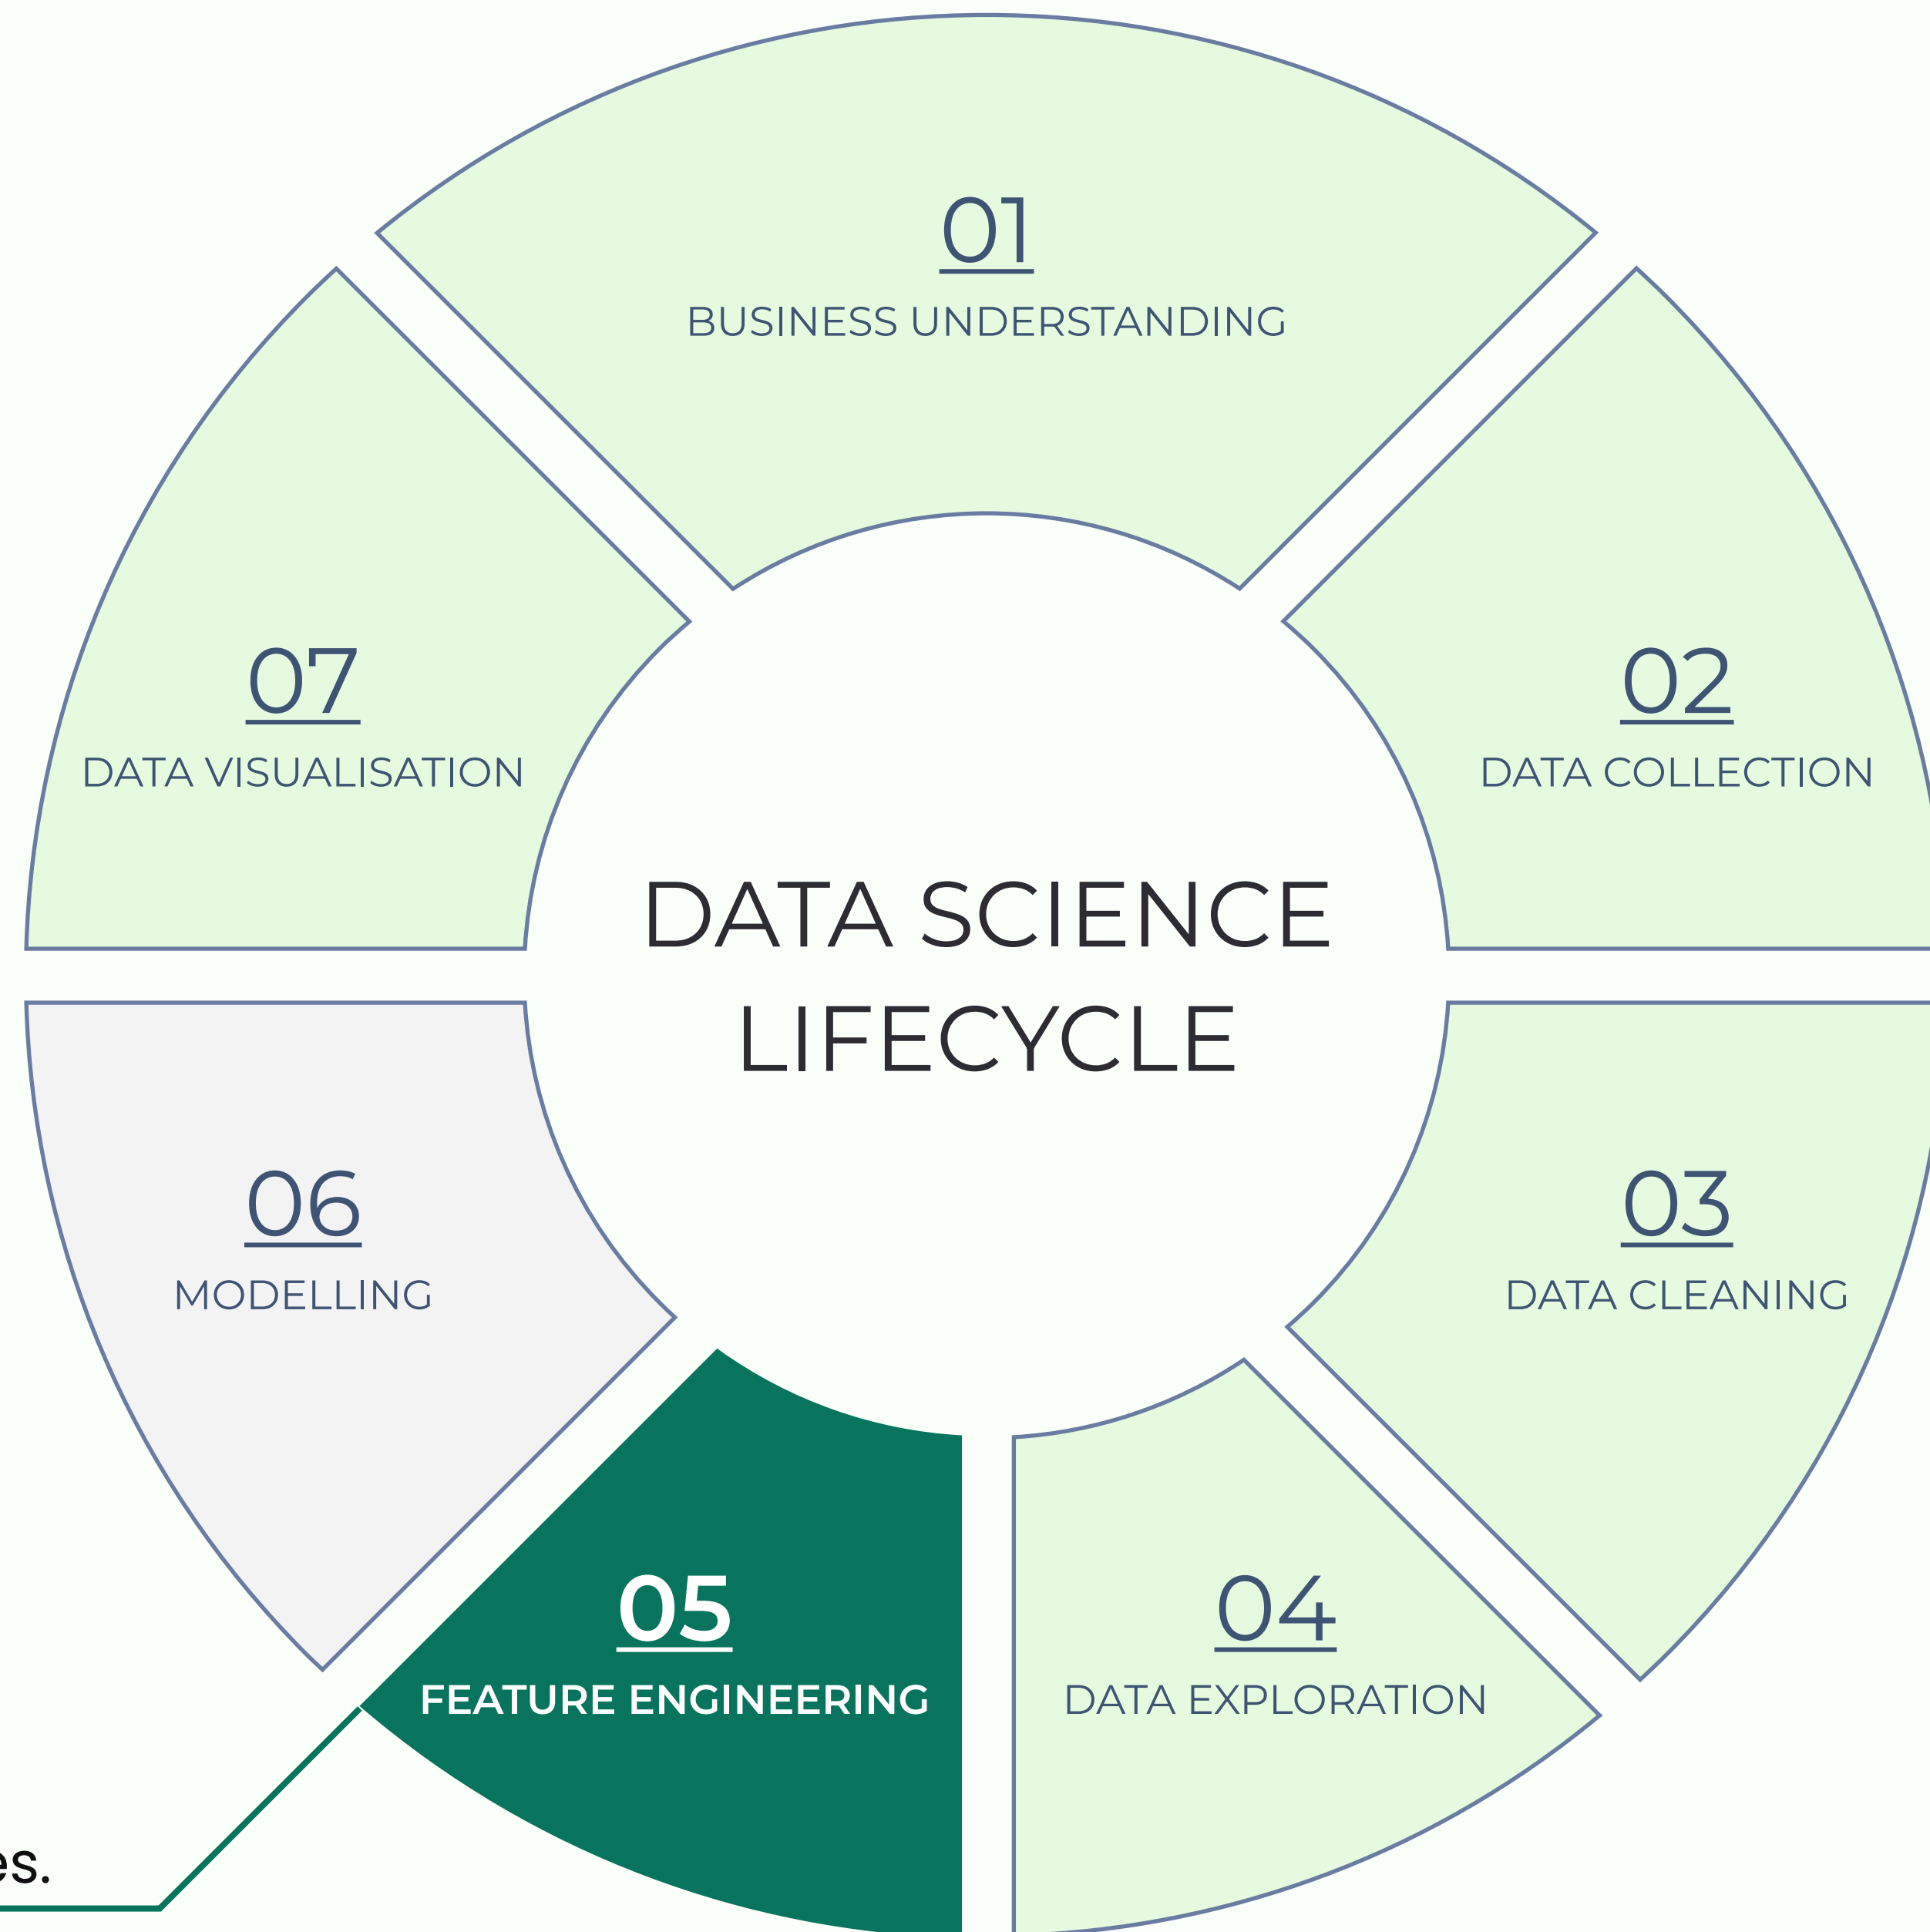 01
BUSINESS UNDERSTANDING
07
DATA VISUALISATION
02
DATA COLLECTION
DATA SCIENCE
LIFECYCLE
06
MODELLING
03
DATA CLEANING
05
FEATURE ENGINEERING
04
DATA EXPLORATION